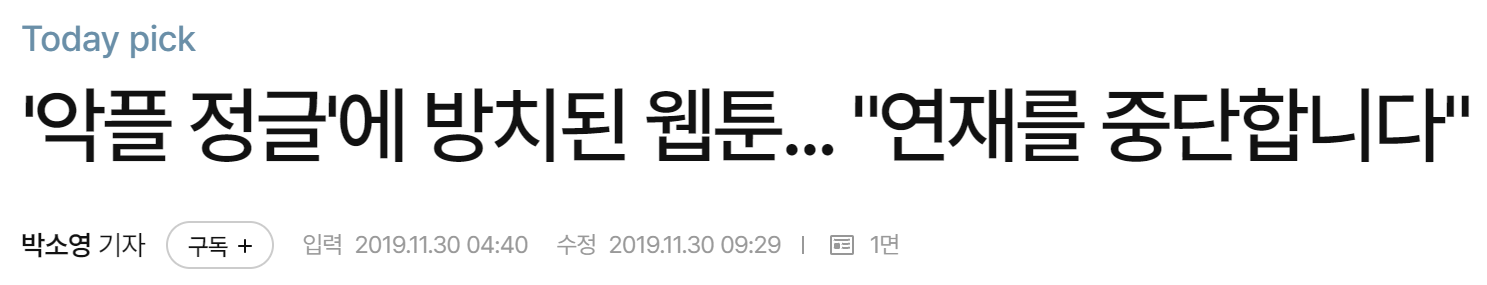 Today pick
'악플 정글'에 방치된 웹툰... "연재를 중단합니다"
박소영 기자 구독 + 입력 2019.11.30 04:40 수정 2019.11.30 09:29 | 1면